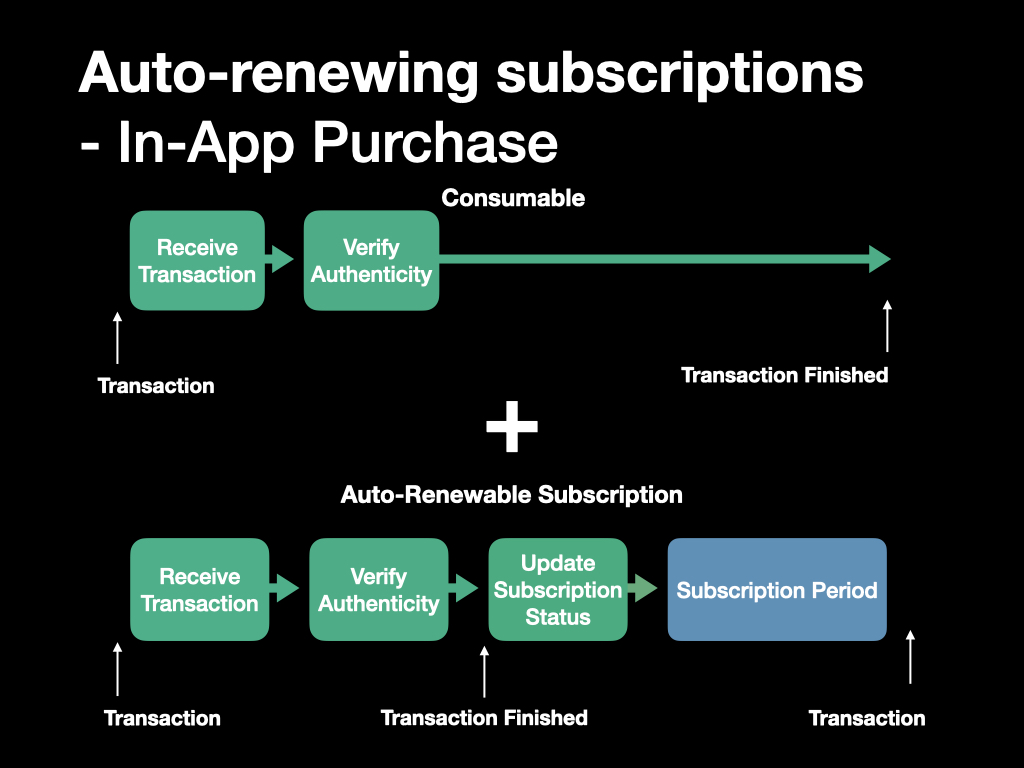 Auto-renewing subscriptions
- In-App Purchase
Consumable
Receive
Transaction
Verify
Authenticity
Transaction
Transaction Finished
+
Auto-Renewable Subscription
Receive
Transaction
Verify
Authenticity
Update
Subscription
Status
Subscription Period
Transaction
Transaction Finished
Transaction